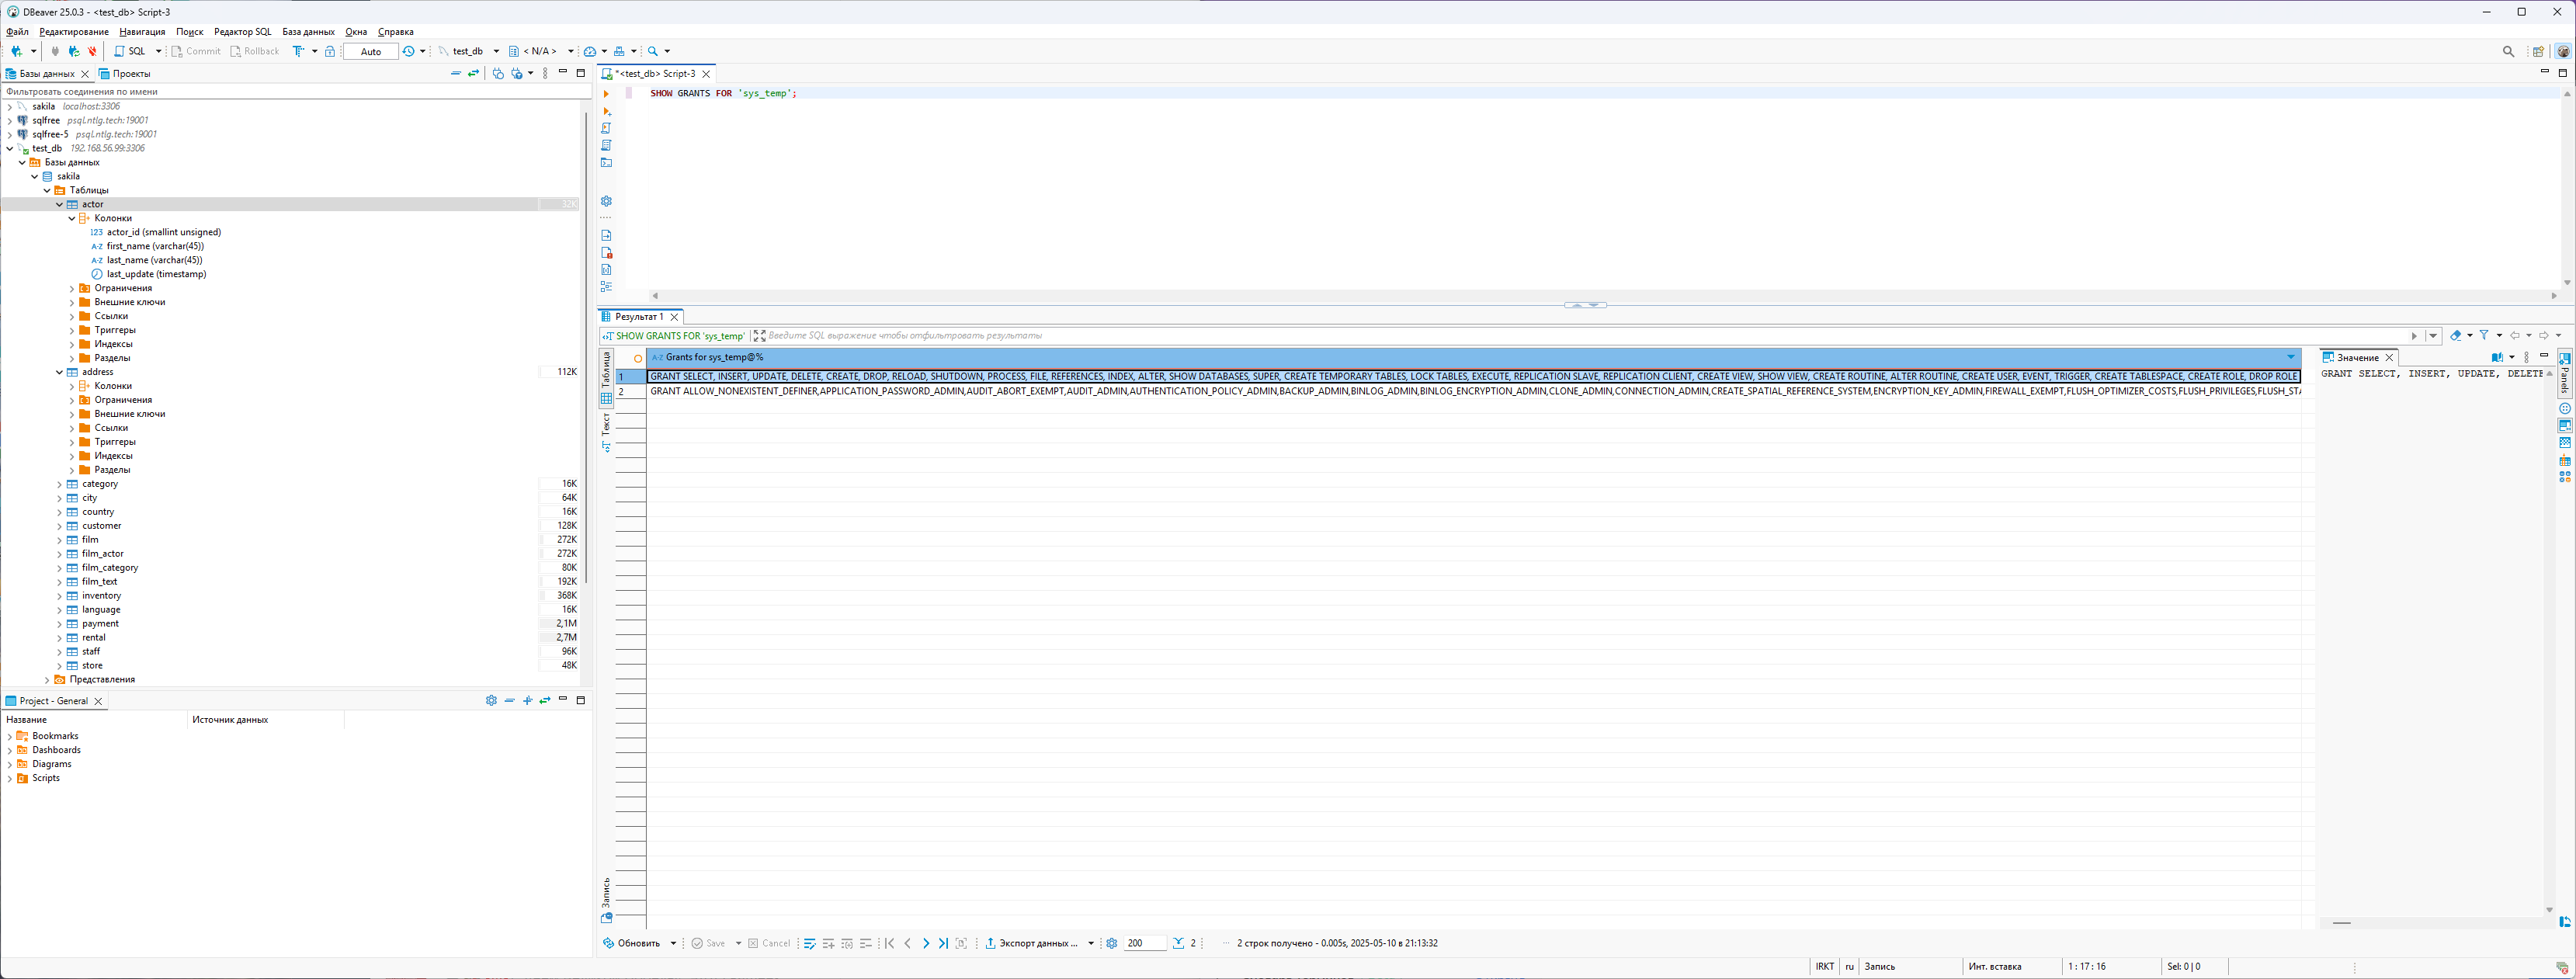 DBeaver 25.0.3 - <test_db> Script-3
Файл Редактирование Навигация Поиск Редактор SQL База данных Окна Справка
SQL Commit Rollback Auto test_db < N/A >
Базы данных Проекты
Фильтровать соединения по имени
sakila localhost:3306
sqlfree psql.ntlg.tech:19001
sqlfree-5 psql.ntlg.tech:19001
test_db 192.168.56.99:3306
Базы данных
sakila
Таблицы
actor 32K
Колонки
123 actor_id (smallint unsigned)
A-Z first_name (varchar(45))
A-Z last_name (varchar(45))
last_update (timestamp)
Ограничения
Внешние ключи
Ссылки
Триггеры
Индексы
Разделы
address 112K
Колонки
Ограничения
Внешние ключи
Ссылки
Триггеры
Индексы
Разделы
category 16K
city 64K
country 16K
customer 128K
film 272K
film_actor 272K
film_category 80K
film_text 192K
inventory 368K
language 16K
payment 2,1M
rental 2,7M
staff 96K
store 48K
Представления
Project - General
Название Источник данных
Bookmarks
Dashboards
Diagrams
Scripts
*<test_db> Script-3
SHOW GRANTS FOR 'sys_temp';
Результат 1
SHOW GRANTS FOR 'sys_temp' Введите SQL выражение чтобы отфильтровать результаты
Таблица
Текст
Запись
A-Z Grants for sys_temp@%
1 GRANT SELECT, INSERT, UPDATE, DELETE, CREATE, DROP, RELOAD, SHUTDOWN, PROCESS, FILE, REFERENCES, INDEX, ALTER, SHOW DATABASES, SUPER, CREATE TEMPORARY TABLES, LOCK TABLES, EXECUTE, REPLICATION SLAVE, REPLICATION CLIENT, CREATE VIEW, SHOW VIEW, CREATE ROUTINE, ALTER ROUTINE, CREATE USER, EVENT, TRIGGER, CREATE TABLESPACE, CREATE ROLE, DROP ROLE
2 GRANT ALLOW_NONEXISTENT_DEFINER,APPLICATION_PASSWORD_ADMIN,AUDIT_ABORT_EXEMPT,AUDIT_ADMIN,AUTHENTICATION_POLICY_ADMIN,BACKUP_ADMIN,BINLOG_ADMIN,BINLOG_ENCRYPTION_ADMIN,CLONE_ADMIN,CONNECTION_ADMIN,CREATE_SPATIAL_REFERENCE_SYSTEM,ENCRYPTION_KEY_ADMIN,FIREWALL_EXEMPT,FLUSH_OPTIMIZER_COSTS,FLUSH_PRIVILEGES,FLUSH_STA
Значение
GRANT SELECT, INSERT, UPDATE, DELETE
Panels
Обновить Save Cancel Экспорт данных ... 200 2 2 строк получено - 0.005s, 2025-05-10 в 21:13:32
IRKT ru Запись Инт. вставка 1 : 17 : 16 Sel: 0 | 0